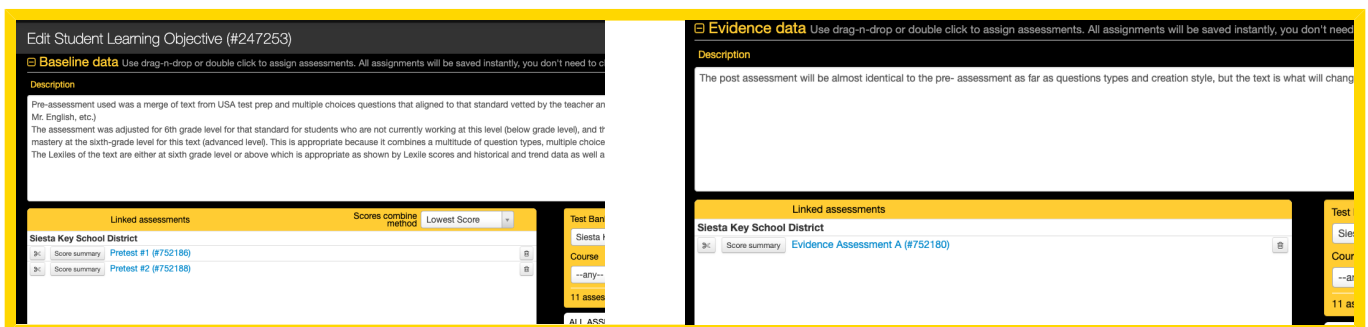 Edit Student Learning Objective (#247253)
Baseline data Use drag-n-drop or double click to assign assessments. All assignments will be saved instantly, you don't need to c
Description
Pre-assessment used was a merge of text from USA test prep and multiple choices questions that aligned to that standard vetted by the teacher an
Mr. English, etc.)
The assessment was adjusted for 6th grade level for that standard for students who are not currently working at this level (below grade level), and th
mastery at the sixth-grade level for this text (advanced level). This is appropriate because it combines a multitude of question types, multiple choice
The Lexiles of the text are either at sixth grade level or above which is appropriate as shown by Lexile scores and historical and trend data as well a
Linked assessments
Scores combine method Lowest Score
Siesta Key School District
Score summary Pretest #1 (#752186)
Score summary Pretest #2 (#752188)
Test Ban
Siesta
Course
--any--
11 asses
ALL ASS
Evidence data Use drag-n-drop or double click to assign assessments. All assignments will be saved instantly, you don't need
Description
The post assessment will be almost identical to the pre- assessment as far as questions types and creation style, but the text is what will chang
Linked assessments
Siesta Key School District
Score summary Evidence Assessment A (#752180)
Test
Sies
Cour
--a
11 as